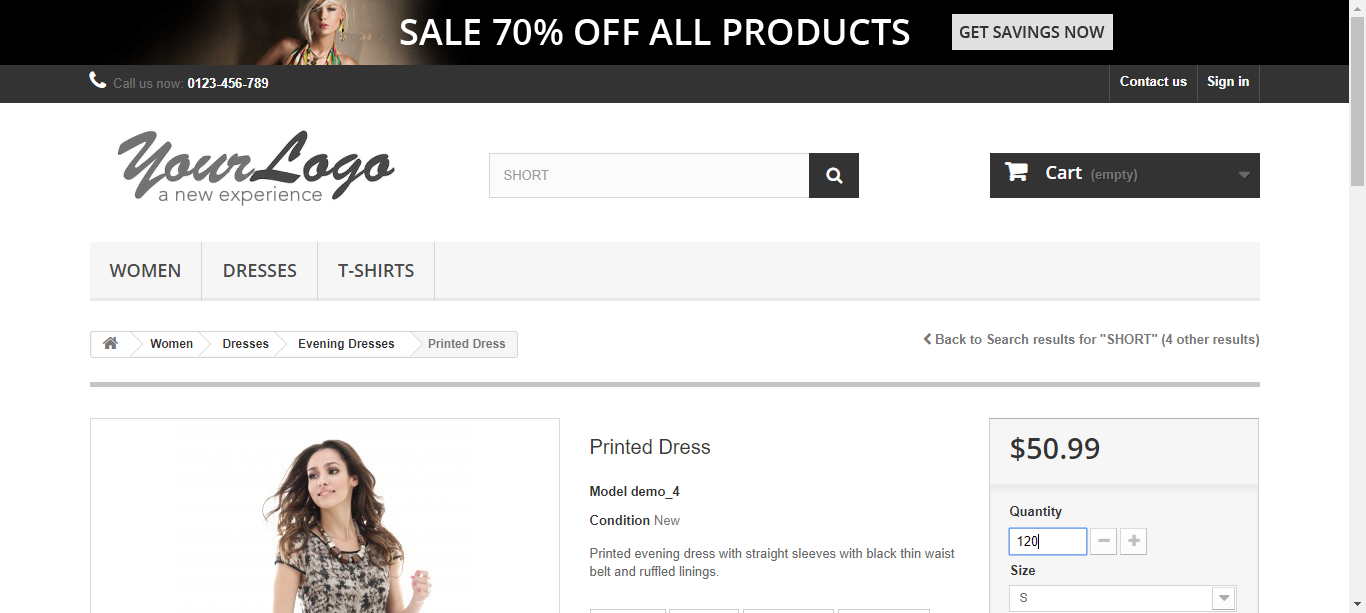 SALE 70% OFF ALL PRODUCTS
GET SAVINGS NOW
Call us now: 0123-456-789
Contact us
Sign in
YourLogo
a new experience
SHORT
Cart (empty)
WOMEN
DRESSES
T-SHIRTS
Women
Dresses
Evening Dresses
Printed Dress
Back to Search results for "SHORT" (4 other results)
Printed Dress
Model demo_4
Condition New
Printed evening dress with straight sleeves with black thin waist
belt and ruffled linings.
$50.99
Quantity
120
Size
S